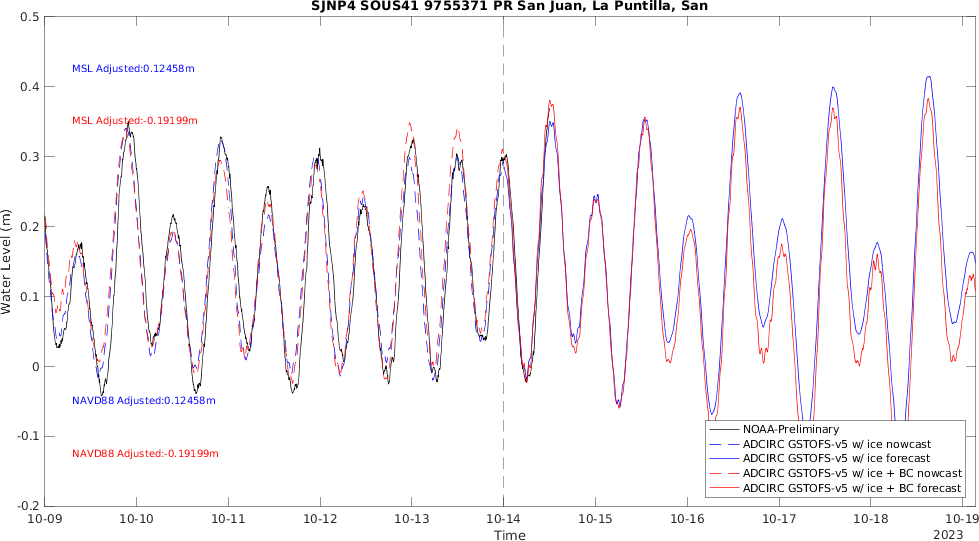 SJNP4 SOUS41 9755371 PR San Juan, La Puntilla, San
0.5
0.4
0.3
0.2
0.1
0
-0.1
-0.2
Water Level (m)
MSL Adjusted:0.12458m
MSL Adjusted:-0.19199m
NAVD88 Adjusted:0.12458m
NAVD88 Adjusted:-0.19199m
NOAA-Preliminary
ADCIRC GSTOFS-v5 w/ ice nowcast
ADCIRC GSTOFS-v5 w/ ice forecast
ADCIRC GSTOFS-v5 w/ ice + BC nowcast
ADCIRC GSTOFS-v5 w/ ice + BC forecast
10-09 10-10 10-11 10-12 10-13 10-14 10-15 10-16 10-17 10-18 10-19
Time
2023